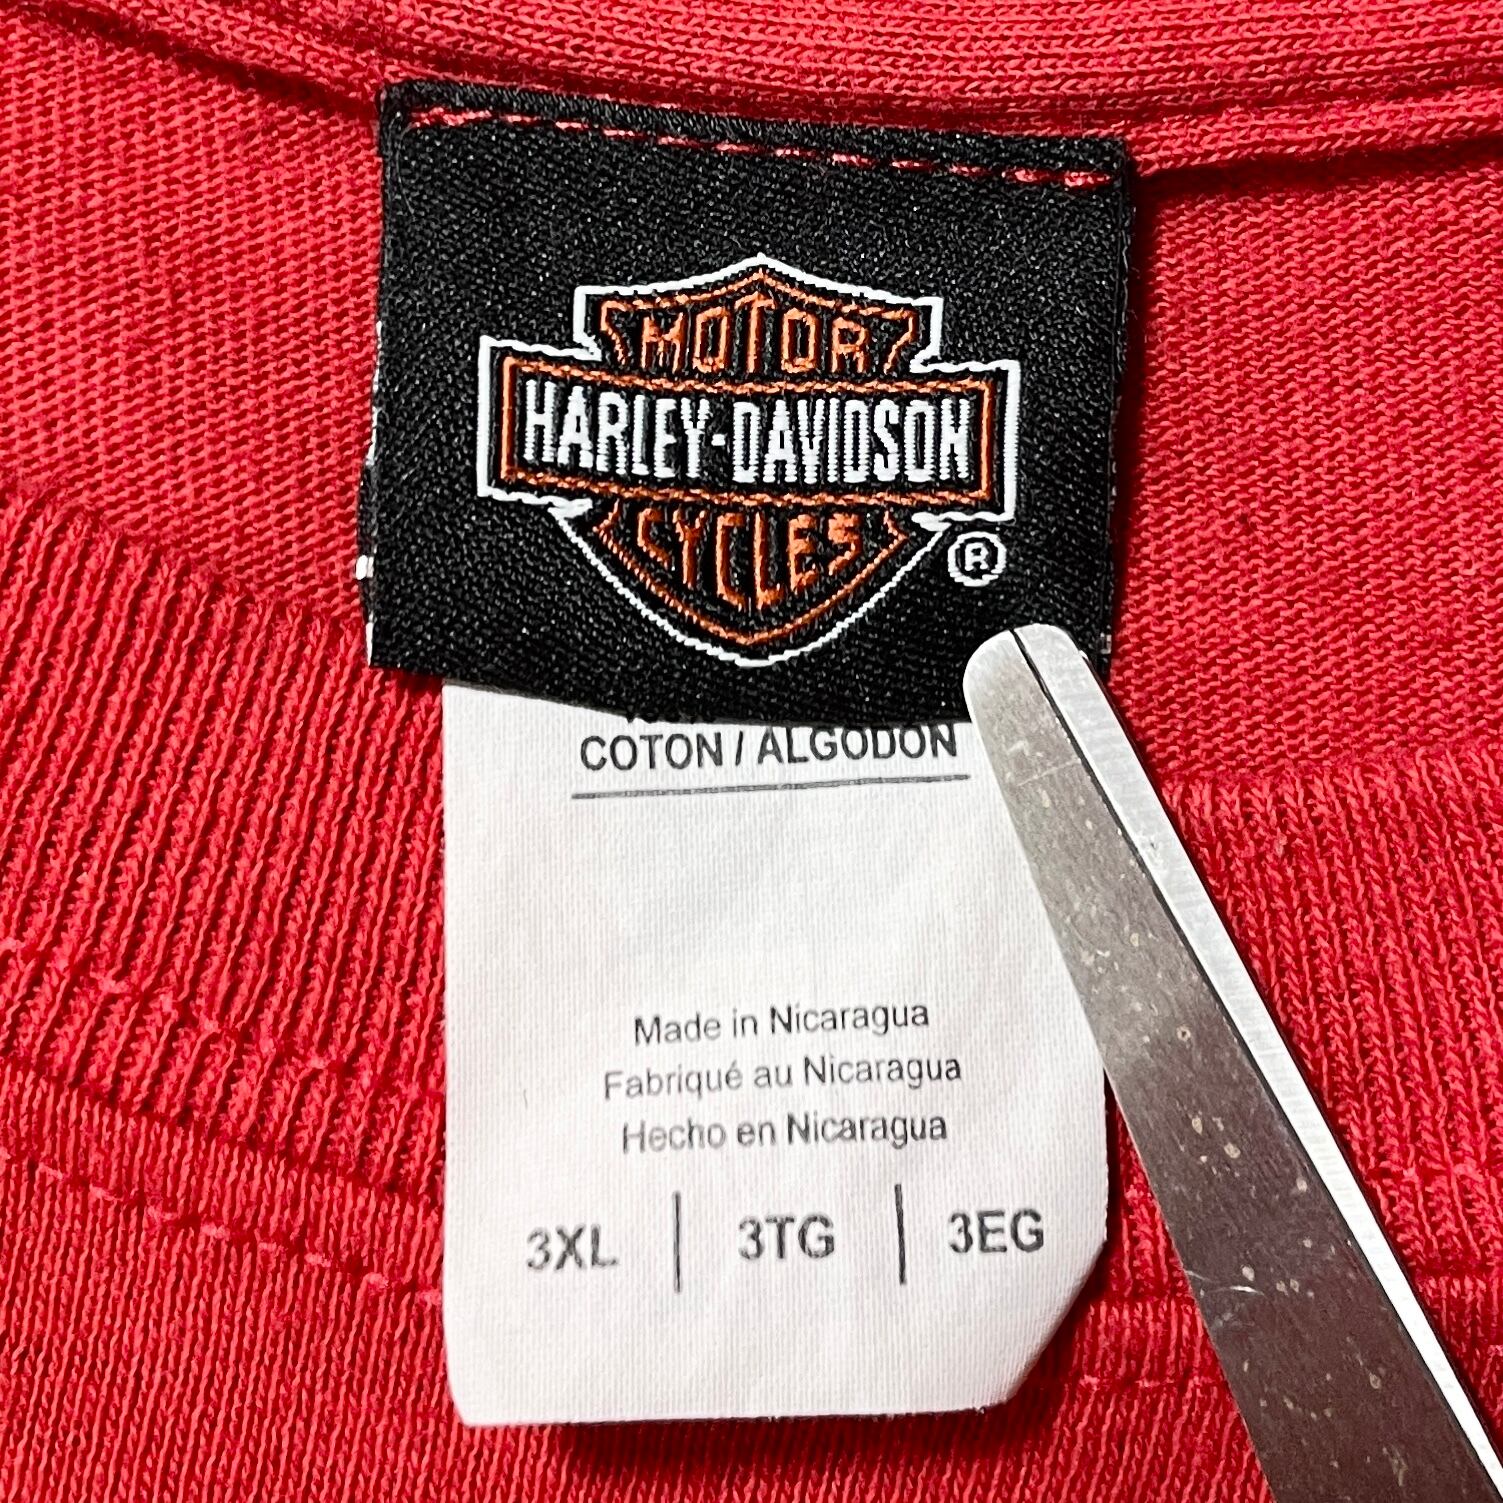 MOTOR
HARLEY-DAVIDSON
CYCLES
®
COTON / ALGODON
Made in Nicaragua
Fabriqué au Nicaragua
Hecho en Nicaragua
3XL | 3TG | 3EG